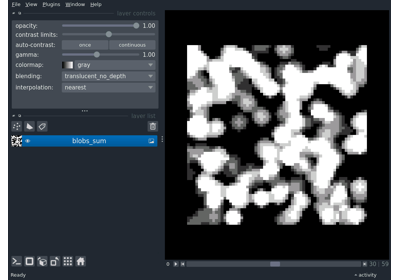 File View Plugins Window Help
layer controls
opacity: 1.00
contrast limits:
auto-contrast: once continuous
gamma: 1.00
colormap: gray
blending: translucent_no_depth
interpolation: nearest
layer list
blobs_sum
30 59
Ready
activity